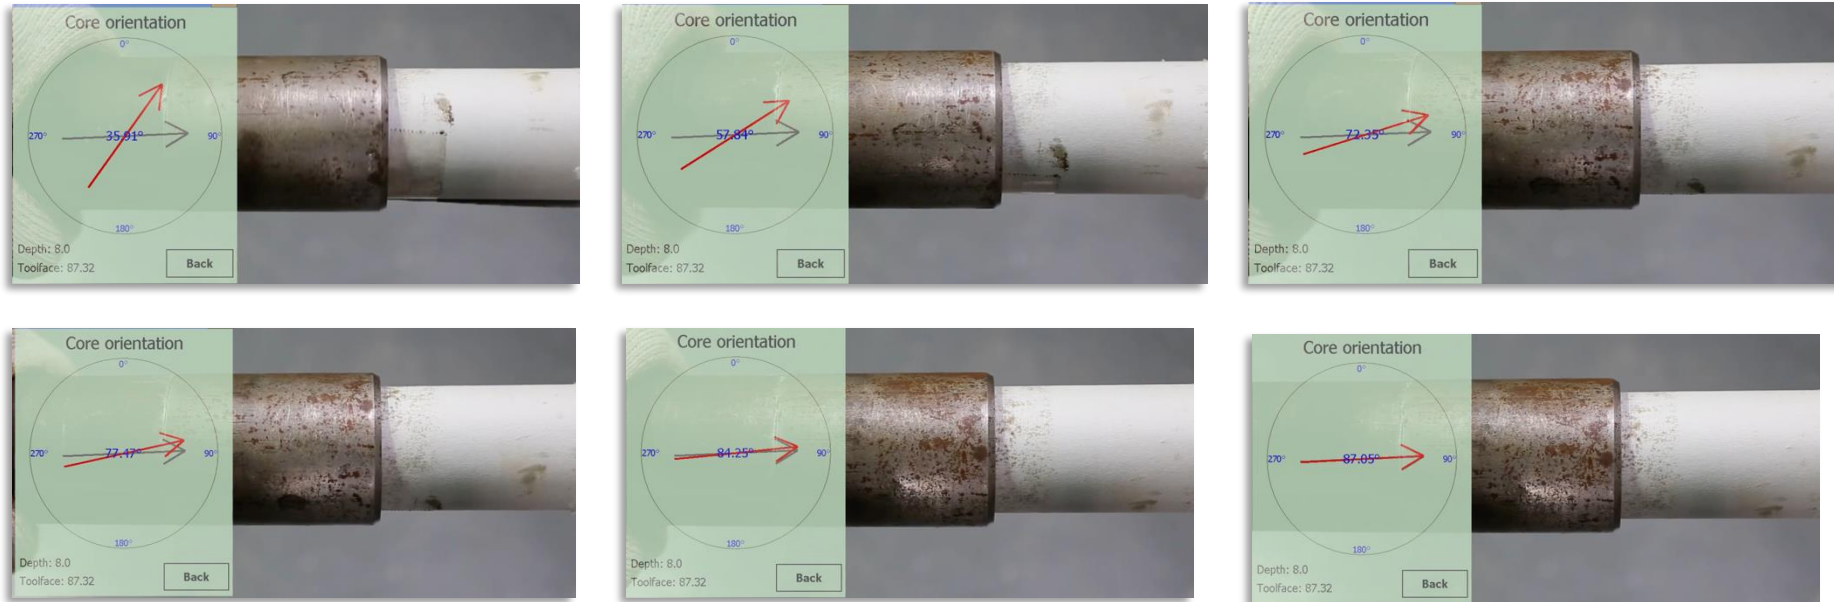 Core orientation
0°
270°
35.91°
90°
180°
Depth: 8.0
Toolface: 87.32
Back
Core orientation
0°
270°
57.84°
90°
180°
Depth: 8.0
Toolface: 87.32
Back
Core orientation
0°
270°
72.35°
90°
180°
Depth: 8.0
Toolface: 87.32
Back
Core orientation
0°
270°
77.47°
90°
180°
Depth: 8.0
Toolface: 87.32
Back
Core orientation
0°
270°
84.25°
90°
180°
Depth: 8.0
Toolface: 87.32
Back
Core orientation
0°
270°
87.05°
90°
180°
Depth: 8.0
Toolface: 87.32
Back